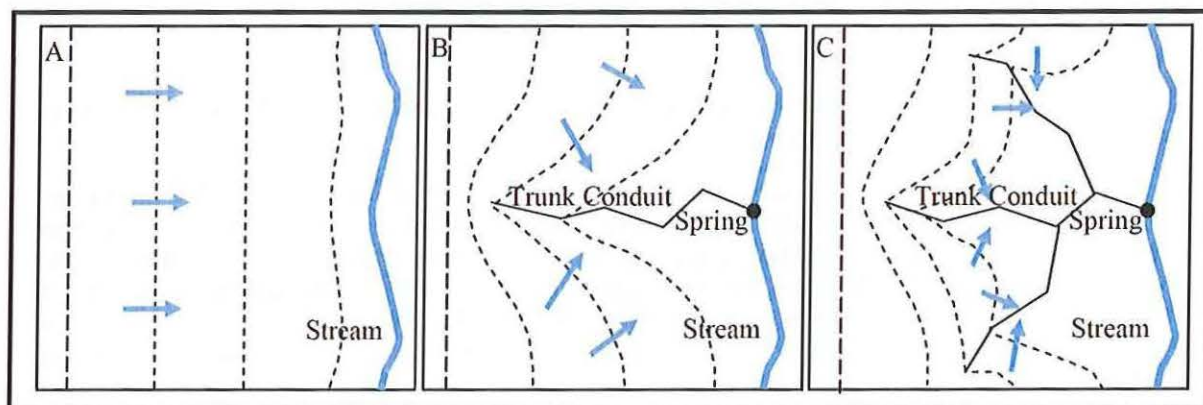 A
Stream
B
Trunk Conduit
Spring
Stream
C
Trunk Conduit
Spring
Stream